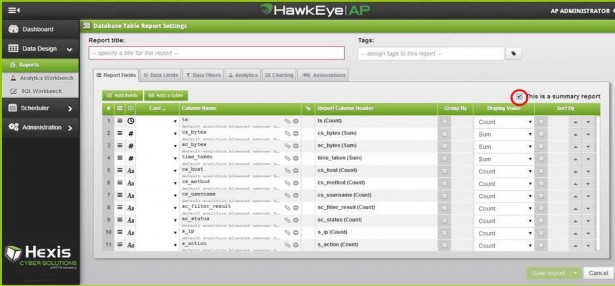 HawkEye|AP
AP ADMINISTRATOR
Dashboard
Data Design
Reports
Analytics Workbench
SQL Workbench
Scheduler
Administration
Hexis
CYBER SOLUTIONS
Database Table Report Settings
Report title:
-- specify a title for the report --
Tags:
-- assign tags to this report --
Report Fields
Data Limits
Data Filters
Analytics
Charting
Associations
Add fields
Add a table
This is a summary report
# Cast... Column Name Report Column Header Group By Display Value Sort By
1 ts ts (Count) Count
2 # cs_bytes cs_bytes (Sum) Sum
3 # sc_bytes sc_bytes (Sum) Sum
4 # time_taken time_taken (Sum) Sum
5 Aa cs_host cs_host (Count) Count
6 Aa cs_method cs_method (Count) Count
7 Aa cs_username cs_username (Count) Count
8 Aa sc_filter_result sc_filter_result (Count) Count
9 Aa sc_status sc_status (Count) Count
10 Aa s_ip s_ip (Count) Count
11 Aa s_action s_action (Count) Count
Save report
Cancel